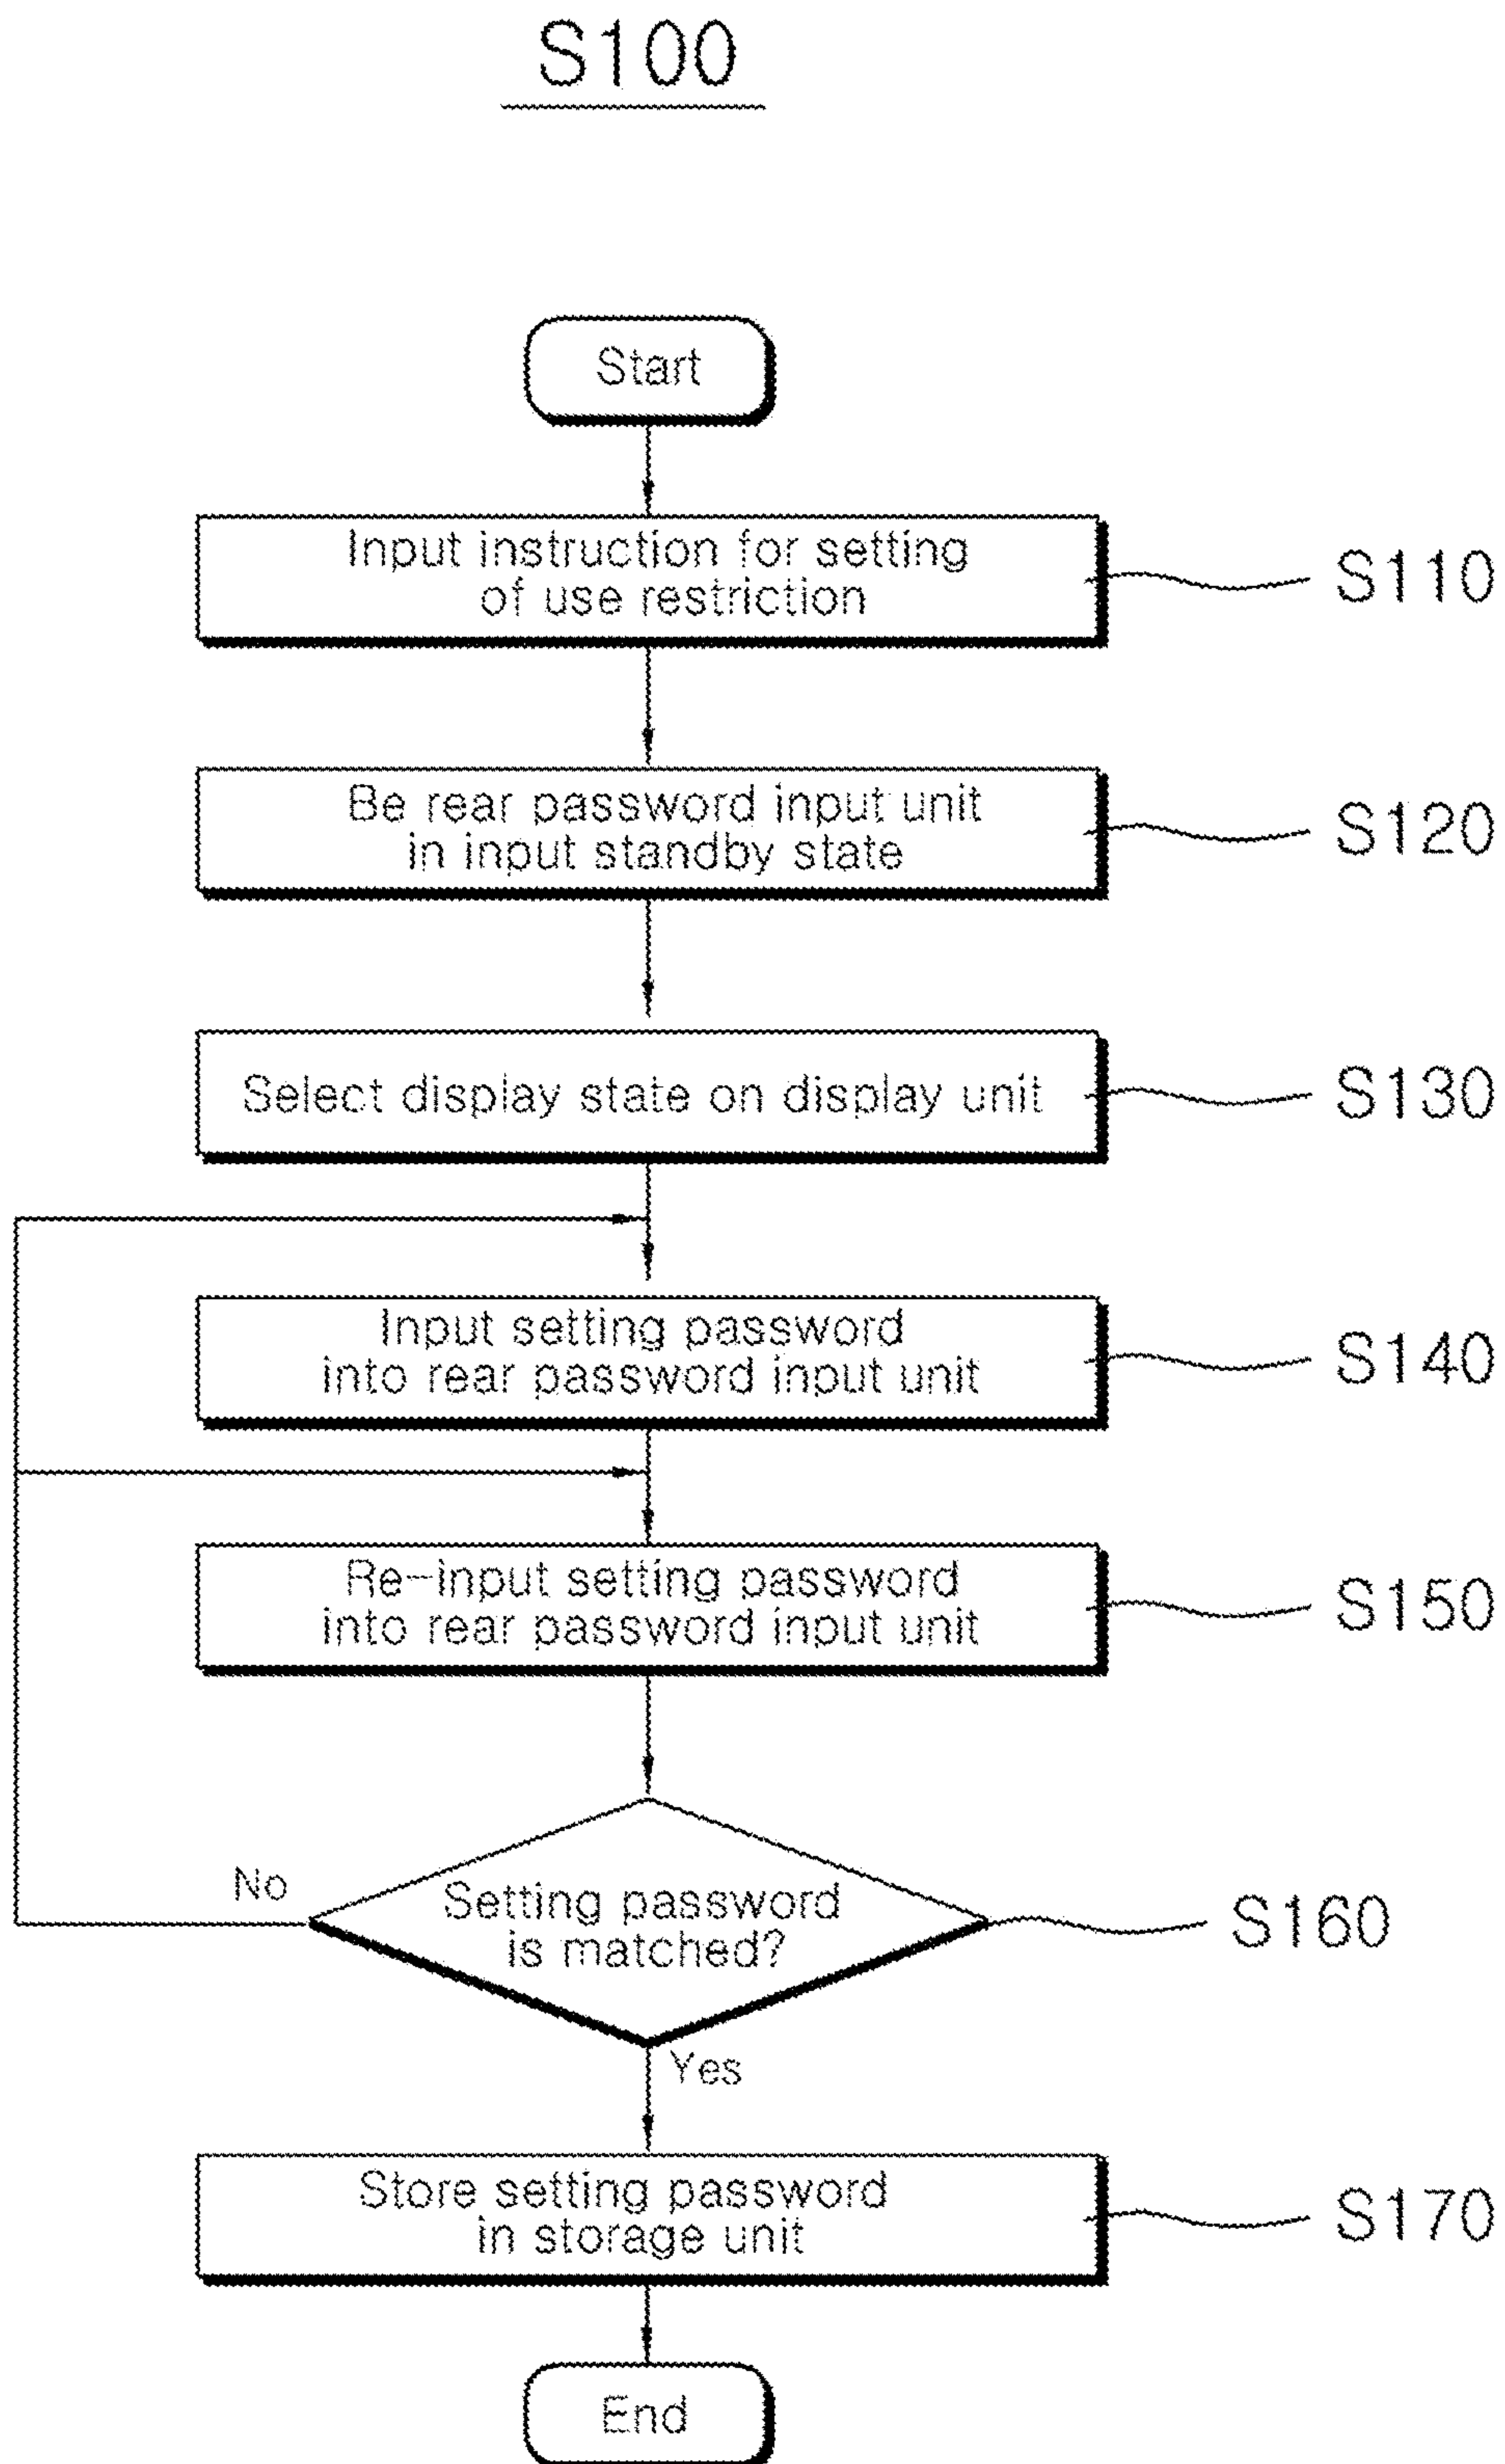 S100
Start
Input instruction for setting
of use restriction
S110
Be rear password input unit
in input standby state
S120
Select display state on display unit
S130
Input setting password
into rear password input unit
S140
Re-input setting password
into rear password input unit
S150
No
Setting password
is matched?
S160
Yes
Store setting password
in storage unit
S170
End